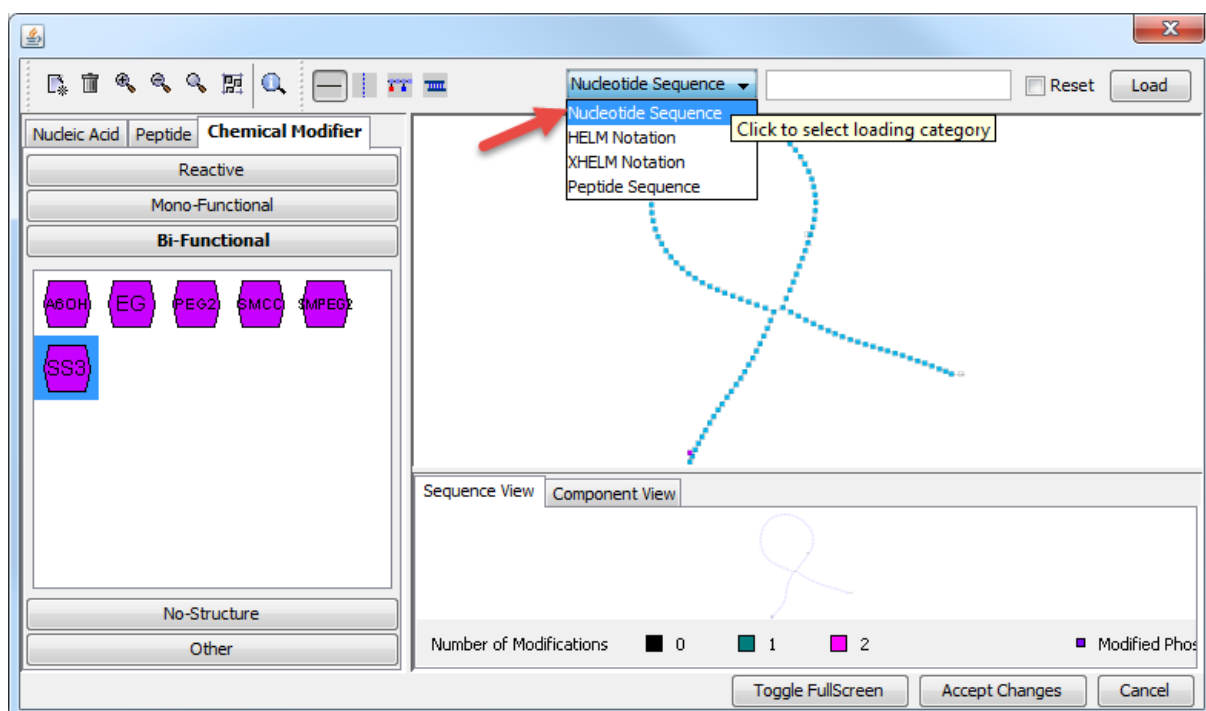 X
Nucleotide Sequence
Reset
Load
Nucleotide Sequence
HELM Notation
XHELM Notation
Peptide Sequence
Click to select loading category
Nucleic Acid
Peptide
Chemical Modifier
Reactive
Mono-Functional
Bi-Functional
A6OH
EG
PEG2
SMCC
SMPEG2
SS3
No-Structure
Other
Sequence View
Component View
Number of Modifications
0
1
2
Modified Phos
Toggle FullScreen
Accept Changes
Cancel